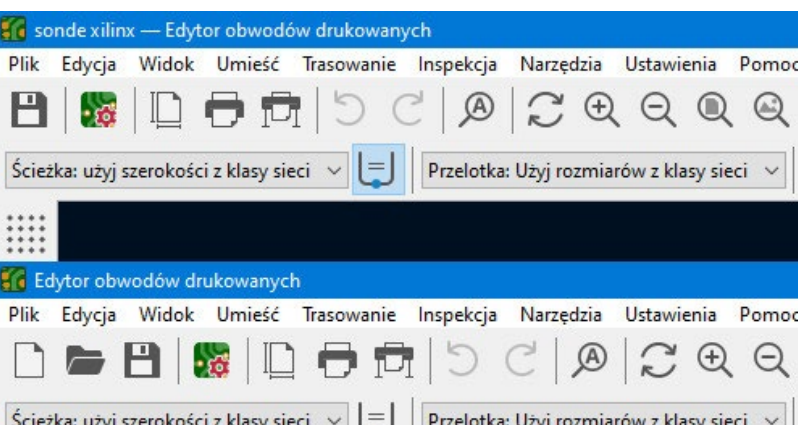 sonde xilinx — Edytor obwodów drukowanych
Plik Edycja Widok Umieść Trasowanie Inspekcja Narzędzia Ustawienia Pomoc
Ścieżka: użyj szerokości z klasy sieci Przelotka: Użyj rozmiarów z klasy sieci
Edytor obwodów drukowanych
Plik Edycja Widok Umieść Trasowanie Inspekcja Narzędzia Ustawienia Pomoc
Ścieżka: użyj szerokości z klasy sieci Przelotka: Użyj rozmiarów z klasy sieci